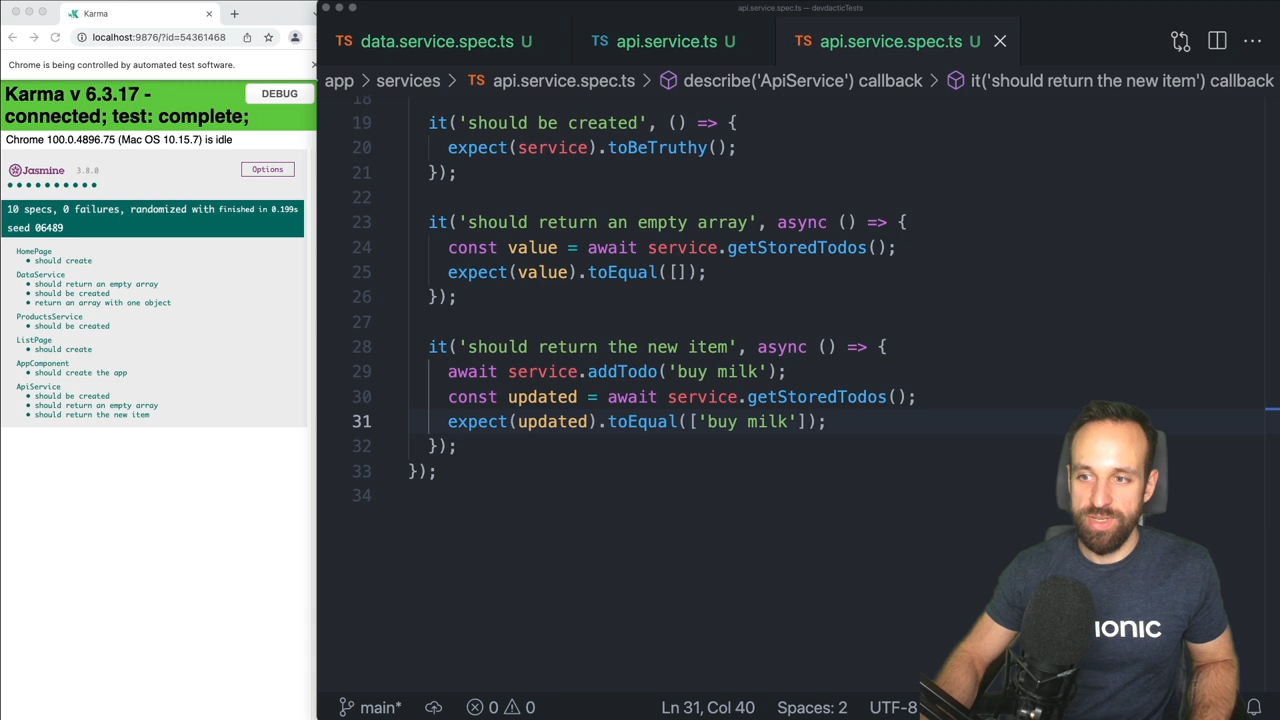 Karma
localhost:9876/?id=54361468
Chrome is being controlled by automated test software.
Karma v 6.3.17 -
connected; test: complete;
DEBUG
Chrome 100.0.4896.75 (Mac OS 10.15.7) is idle
Jasmine 3.8.0
Options
10 specs, 0 failures, randomized with seed 06489
finished in 0.199s
HomePage
• should create
DataService
• should return an empty array
• should be created
• return an array with one object
ProductsService
• should be created
ListPage
• should create
AppComponent
• should create the app
ApiService
• should be created
• should return an empty array
• should return the new item
api.service.spec.ts — devdacticTests
TS data.service.spec.ts U
TS api.service.ts U
TS api.service.spec.ts U
app > services > TS api.service.spec.ts > describe('ApiService') callback > it('should return the new item') callback
18
19 it('should be created', () => {
20 expect(service).toBeTruthy();
21 });
22
23 it('should return an empty array', async () => {
24 const value = await service.getStoredTodos();
25 expect(value).toEqual([]);
26 });
27
28 it('should return the new item', async () => {
29 await service.addTodo('buy milk');
30 const updated = await service.getStoredTodos();
31 expect(updated).toEqual(['buy milk']);
32 });
33 });
34
IONIC
main* 0 0 Ln 31, Col 40 Spaces: 2 UTF-8